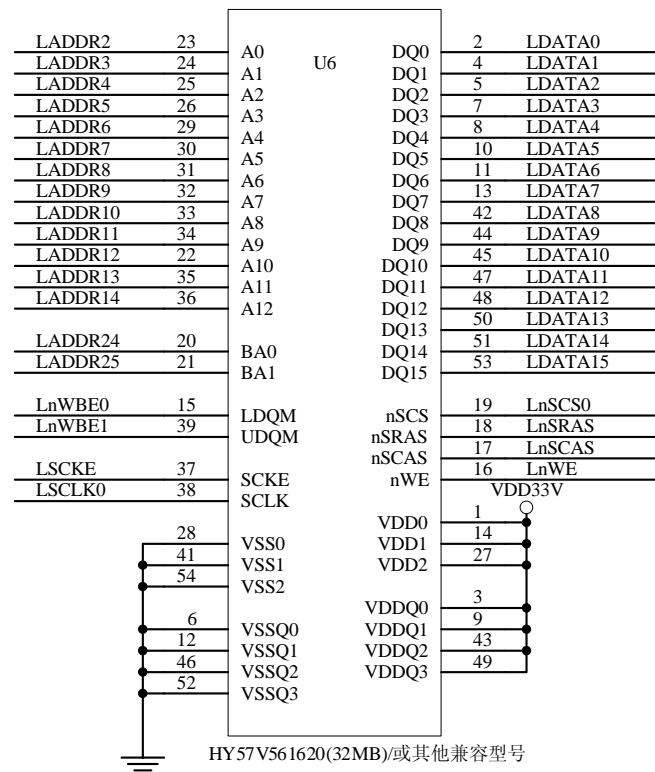 LADDR2 23 A0 U6 DQ0 2 LDATA0
LADDR3 24 A1 DQ1 4 LDATA1
LADDR4 25 A2 DQ2 5 LDATA2
LADDR5 26 A3 DQ3 7 LDATA3
LADDR6 29 A4 DQ4 8 LDATA4
LADDR7 30 A5 DQ5 10 LDATA5
LADDR8 31 A6 DQ6 11 LDATA6
LADDR9 32 A7 DQ7 13 LDATA7
LADDR10 33 A8 DQ8 42 LDATA8
LADDR11 34 A9 DQ9 44 LDATA9
LADDR12 22 A10 DQ10 45 LDATA10
LADDR13 35 A11 DQ11 47 LDATA11
LADDR14 36 A12 DQ12 48 LDATA12
DQ13 50 LDATA13
LADDR24 20 BA0 DQ14 51 LDATA14
LADDR25 21 BA1 DQ15 53 LDATA15
LnWBE0 15 LDQM nSCS 19 LnSCS0
LnWBE1 39 UDQM nSRAS 18 LnSRAS
nSCAS 17 LnSCAS
LSCKE 37 SCKE nWE 16 LnWE
LSCLK0 38 SCLK VDD33V
VDD0 1
28 VSS0 VDD1 14
41 VSS1 VDD2 27
54 VSS2
VDDQ0 3
6 VSSQ0 VDDQ1 9
12 VSSQ1 VDDQ2 43
46 VSSQ2 VDDQ3 49
52 VSSQ3
HY57V561620(32MB)/或其他兼容型号